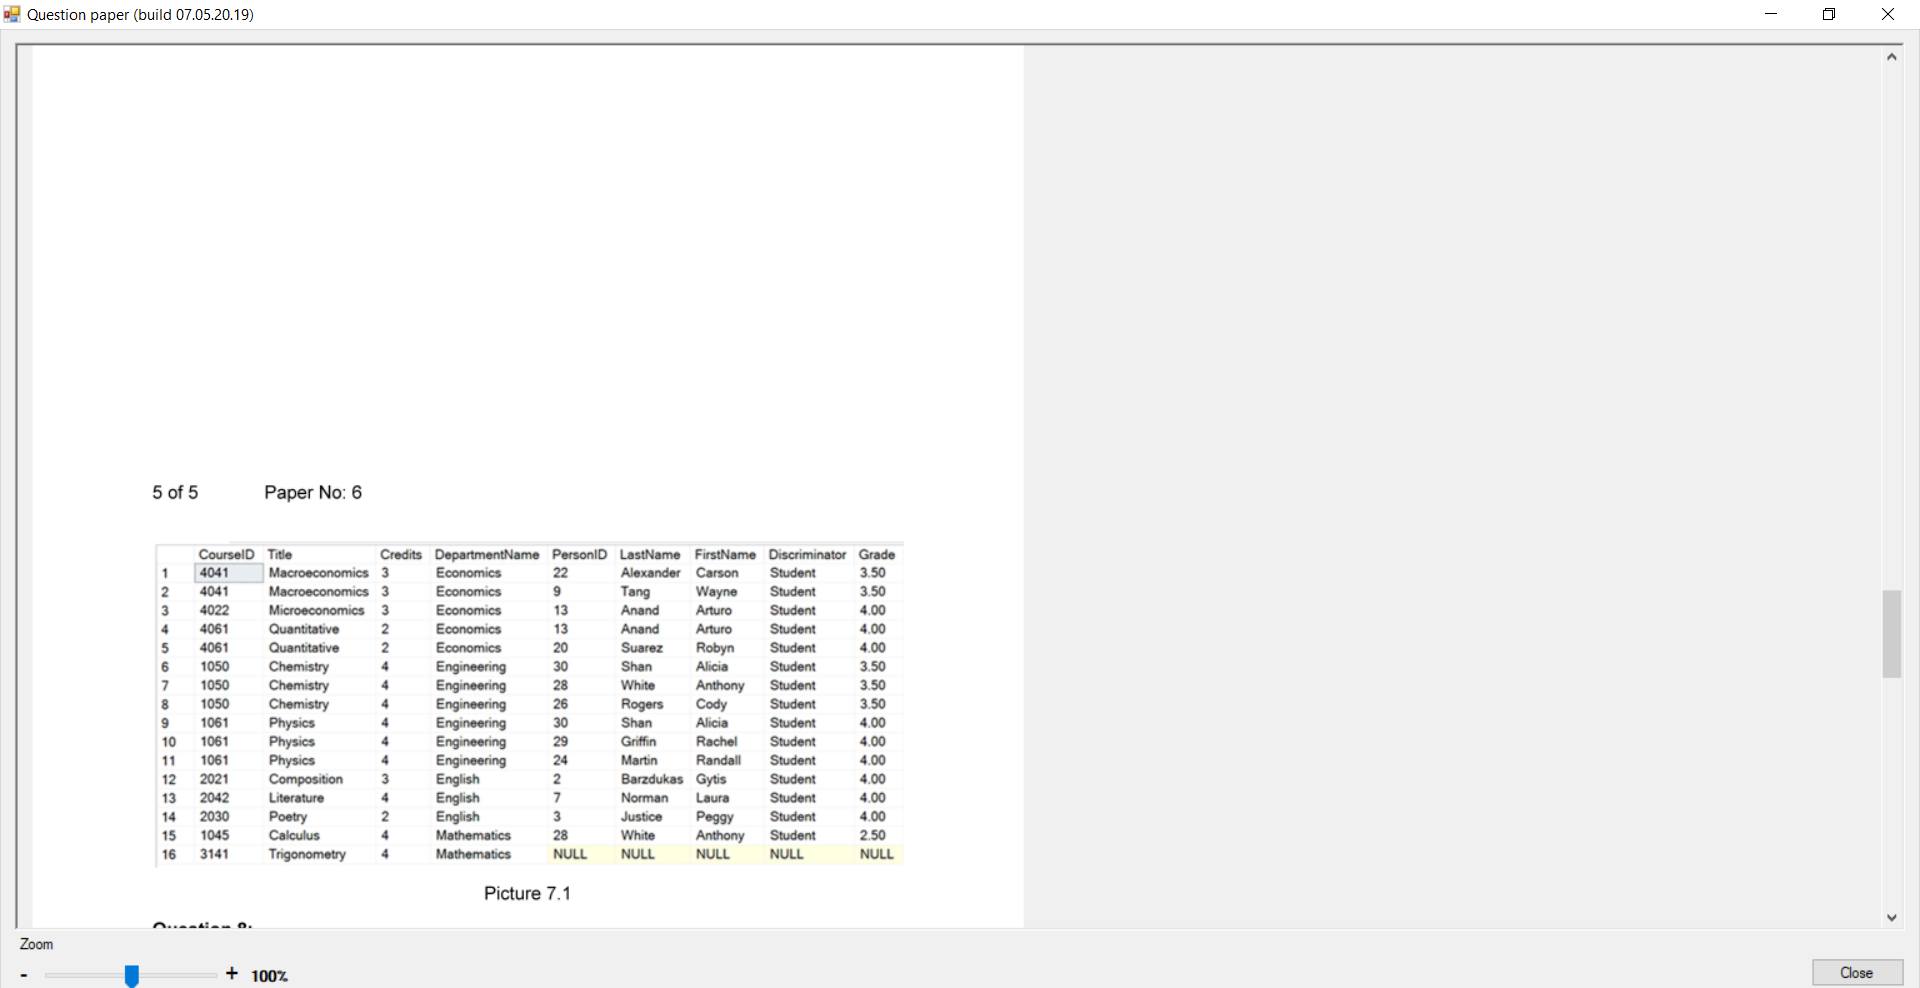 Question paper (build 07.05.20.19)
5 of 5 Paper No: 6
CourseID Title Credits DepartmentName PersonID LastName FirstName Discriminator Grade
1 4041 Macroeconomics 3 Economics 22 Alexander Carson Student 3.50
2 4041 Macroeconomics 3 Economics 9 Tang Wayne Student 3.50
3 4022 Microeconomics 3 Economics 13 Anand Arturo Student 4.00
4 4061 Quantitative 2 Economics 13 Anand Arturo Student 4.00
5 4061 Quantitative 2 Economics 20 Suarez Robyn Student 4.00
6 1050 Chemistry 4 Engineering 30 Shan Alicia Student 3.50
7 1050 Chemistry 4 Engineering 28 White Anthony Student 3.50
8 1050 Chemistry 4 Engineering 26 Rogers Cody Student 3.50
9 1061 Physics 4 Engineering 30 Shan Alicia Student 4.00
10 1061 Physics 4 Engineering 29 Griffin Rachel Student 4.00
11 1061 Physics 4 Engineering 24 Martin Randall Student 4.00
12 2021 Composition 3 English 2 Barzdukas Gytis Student 4.00
13 2042 Literature 4 English 7 Norman Laura Student 4.00
14 2030 Poetry 2 English 3 Justice Peggy Student 4.00
15 1045 Calculus 4 Mathematics 28 White Anthony Student 2.50
16 3141 Trigonometry 4 Mathematics NULL NULL NULL NULL NULL
Picture 7.1
Question 8:
Zoom
- + 100%
Close